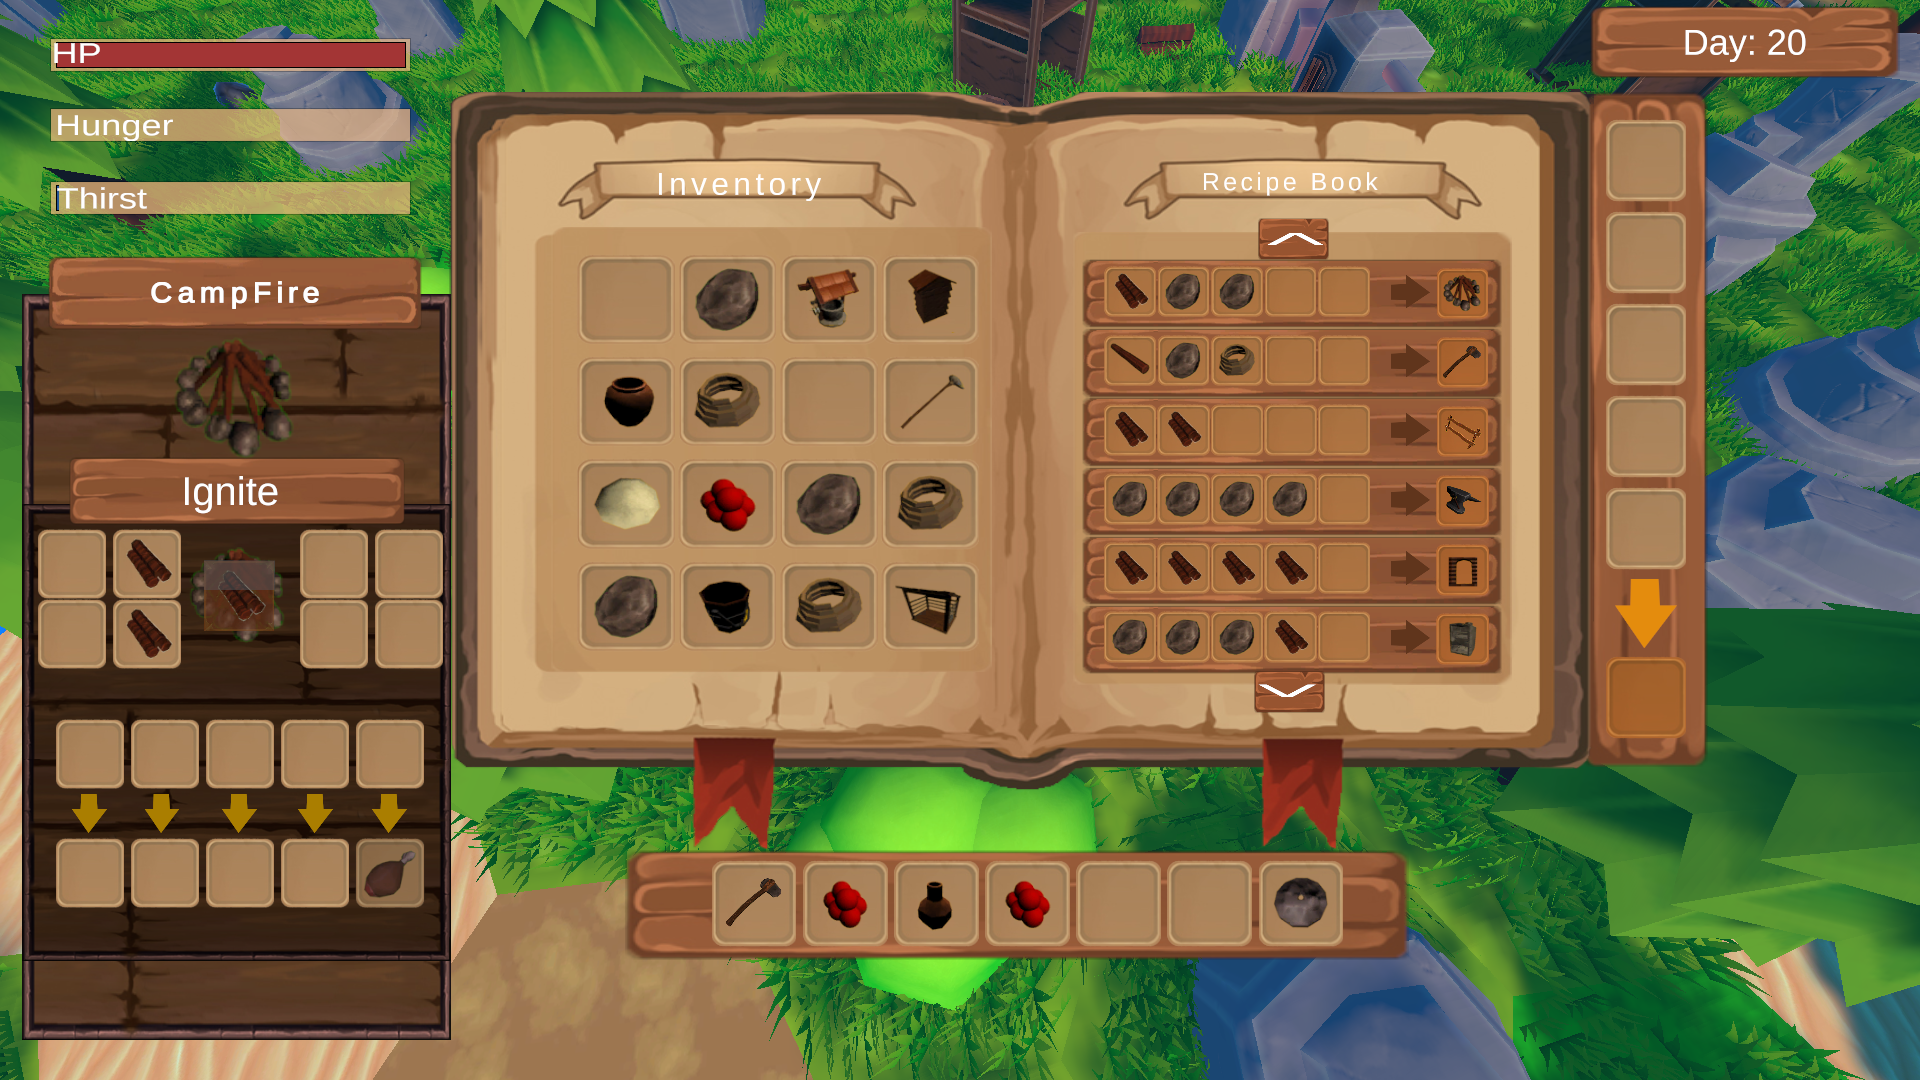 HP
Hunger
Thirst
Day: 20
Inventory
Recipe Book
CampFire
Ignite